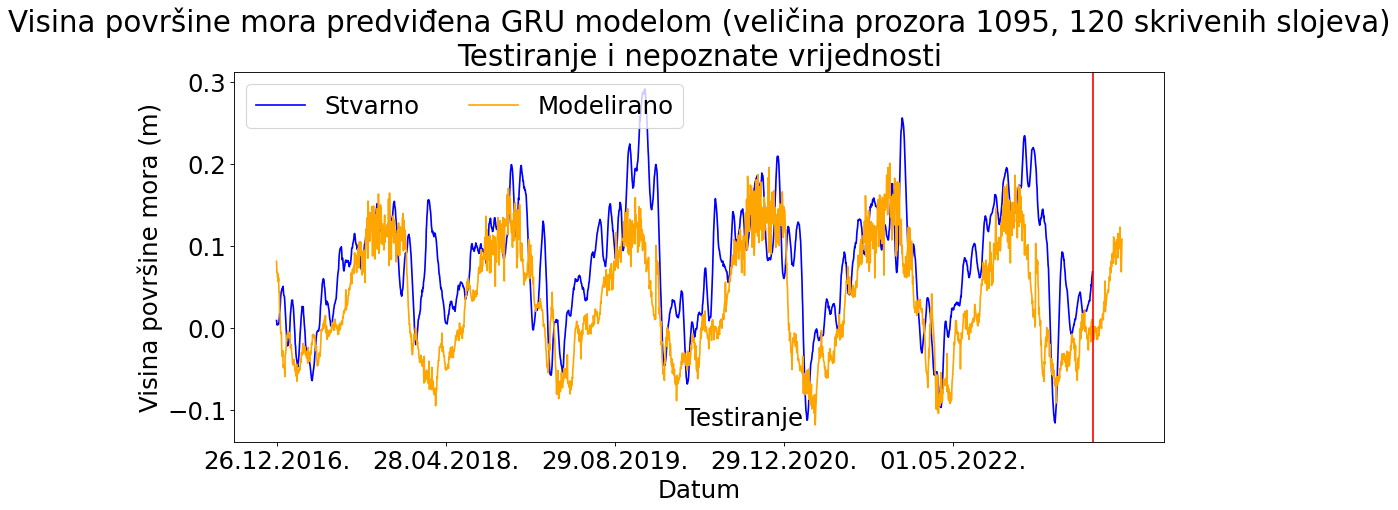 Visina površine mora predviđena GRU modelom (veličina prozora 1095, 120 skrivenih slojeva)
Testiranje i nepoznate vrijednosti
Stvarno
Modelirano
Visina površine mora (m)
0.3
0.2
0.1
0.0
−0.1
Testiranje
26.12.2016.
28.04.2018.
29.08.2019.
29.12.2020.
01.05.2022.
Datum